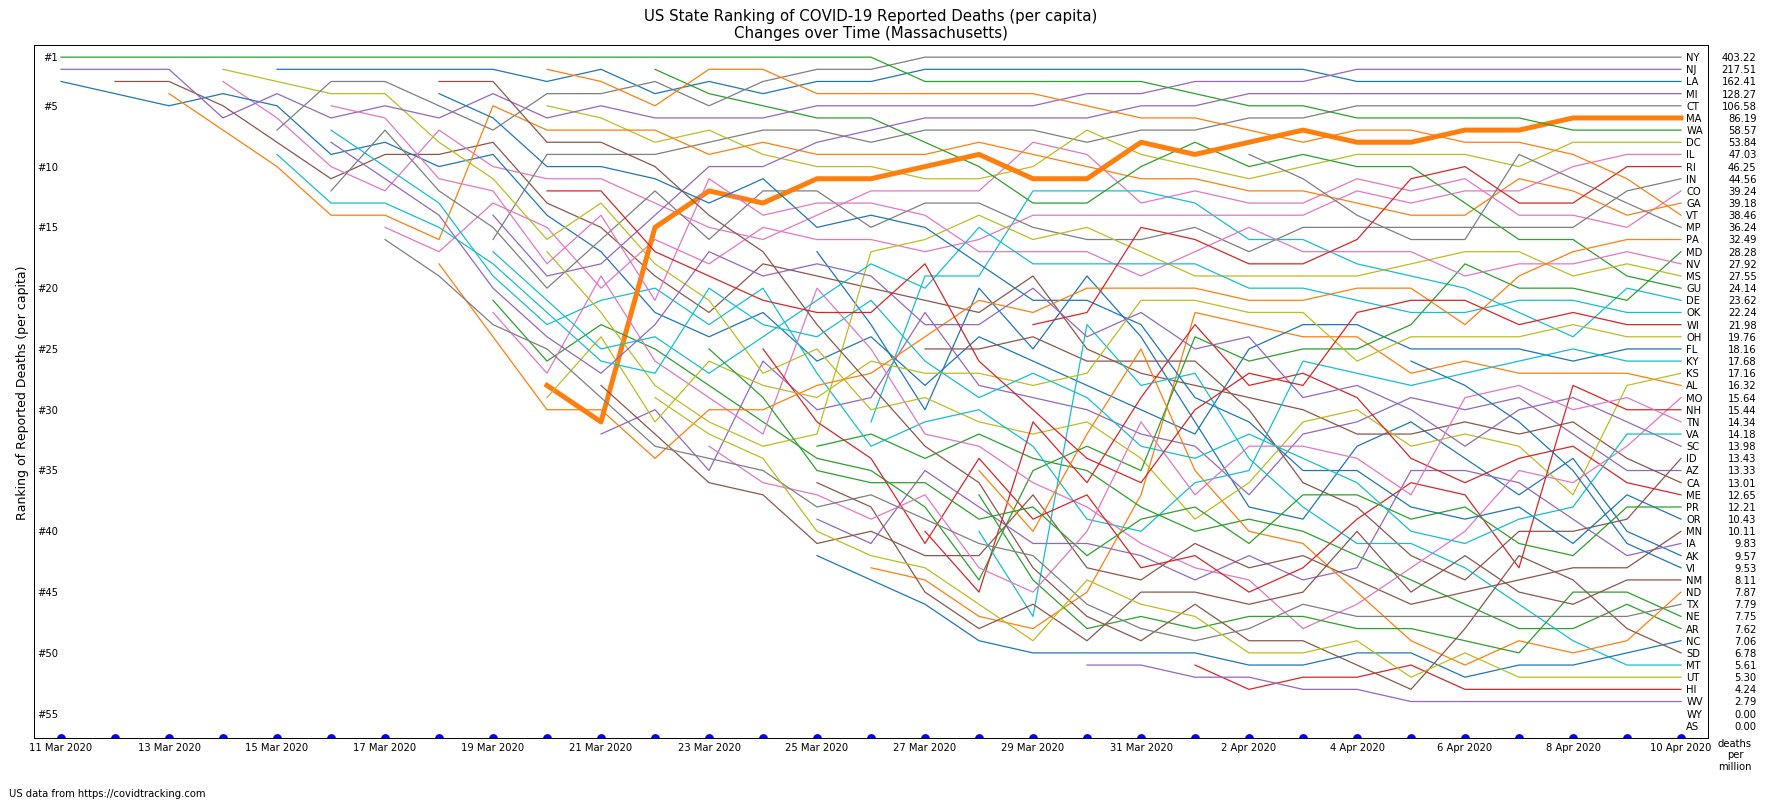 US State Ranking of COVID-19 Reported Deaths (per capita)
Changes over Time (Massachusetts)
Ranking of Reported Deaths (per capita)
#1
#5
#10
#15
#20
#25
#30
#35
#40
#45
#50
#55
NY 403.22
NJ 217.51
LA 162.41
MI 128.27
CT 106.58
MA 86.19
WA 58.57
DC 53.84
IL 47.03
RI 46.25
IN 44.56
CO 39.24
GA 39.18
VT 38.46
MP 36.24
PA 32.49
MD 28.28
NV 27.92
MS 27.55
GU 24.14
DE 23.62
OK 22.24
WI 21.98
OH 19.76
FL 18.16
KY 17.68
KS 17.16
AL 16.32
MO 15.64
NH 15.44
TN 14.34
VA 14.18
SC 13.98
ID 13.43
AZ 13.33
CA 13.01
ME 12.65
PR 12.21
OR 10.43
MN 10.11
IA 9.83
AK 9.57
VI 9.53
NM 8.11
ND 7.87
TX 7.79
NE 7.75
AR 7.62
NC 7.06
SD 6.78
MT 5.61
UT 5.30
HI 4.24
WV 2.79
WY 0.00
AS 0.00
11 Mar 2020 13 Mar 2020 15 Mar 2020 17 Mar 2020 19 Mar 2020 21 Mar 2020 23 Mar 2020 25 Mar 2020 27 Mar 2020 29 Mar 2020 31 Mar 2020 2 Apr 2020 4 Apr 2020 6 Apr 2020 8 Apr 2020 10 Apr 2020
deaths
per
million
US data from https://covidtracking.com